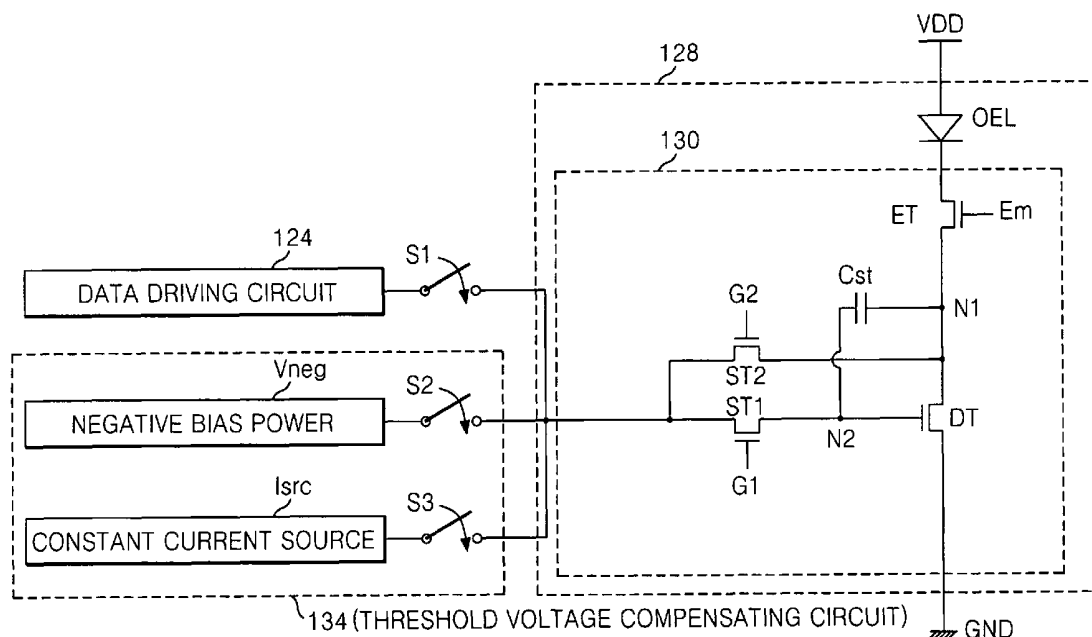 VDD
128
OEL
130
ET
Em
124
S1
DATA DRIVING CIRCUIT
Cst
N1
G2
Vneg
S2
NEGATIVE BIAS POWER
ST2
ST1
N2
DT
G1
Isrc
S3
CONSTANT CURRENT SOURCE
134 (THRESHOLD VOLTAGE COMPENSATING CIRCUIT)
GND